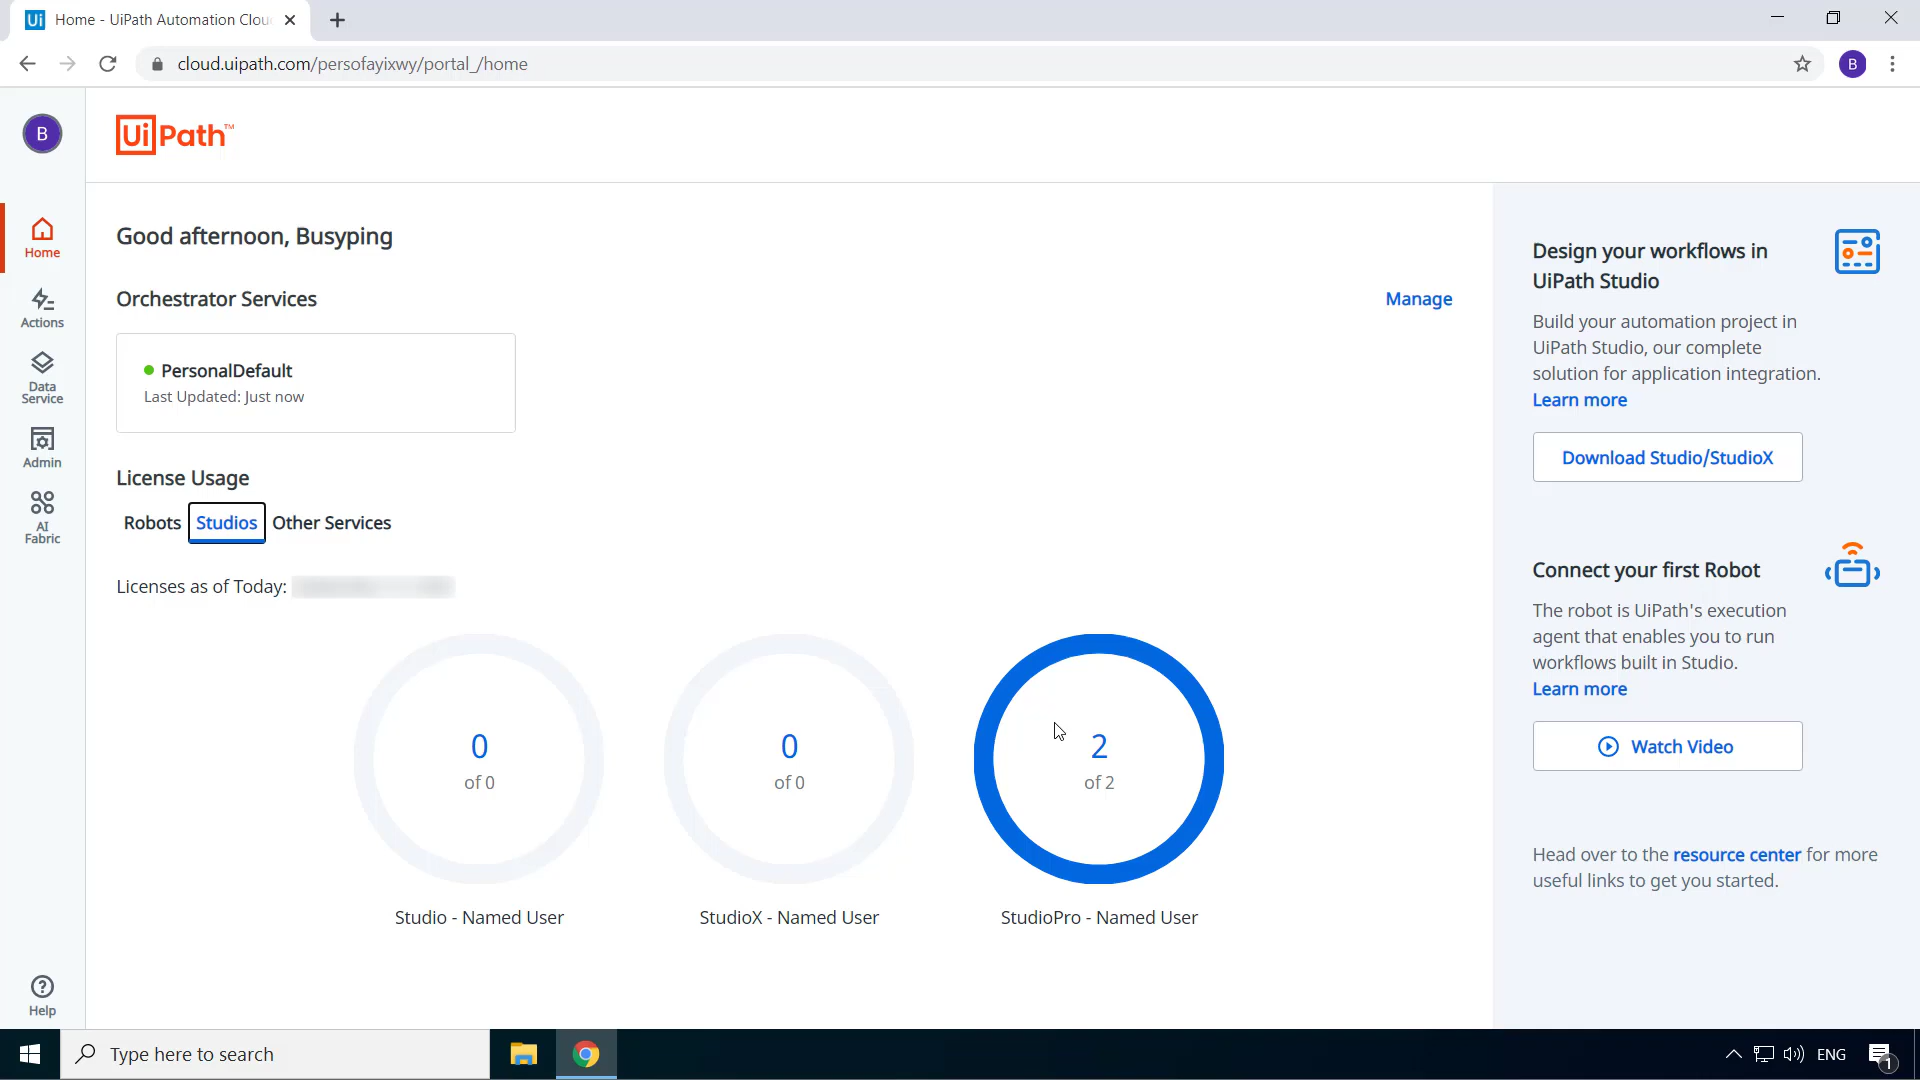 Ui Home - UiPath Automation Clou
cloud.uipath.com/persofayixwy/portal_/home
B
B
UiPath™
Home
Actions
Data
Service
Admin
AI
Fabric
Help
Good afternoon, Busyping
Orchestrator Services
Manage
PersonalDefault
Last Updated: Just now
License Usage
Robots Studios Other Services
Licenses as of Today:
0
of 0
Studio - Named User
0
of 0
StudioX - Named User
2
of 2
StudioPro - Named User
Design your workflows in
UiPath Studio
Build your automation project in
UiPath Studio, our complete
solution for application integration.
Learn more
Download Studio/StudioX
Connect your first Robot
The robot is UiPath's execution
agent that enables you to run
workflows built in Studio.
Learn more
Watch Video
Head over to the resource center for more
useful links to get you started.
Type here to search
ENG
1